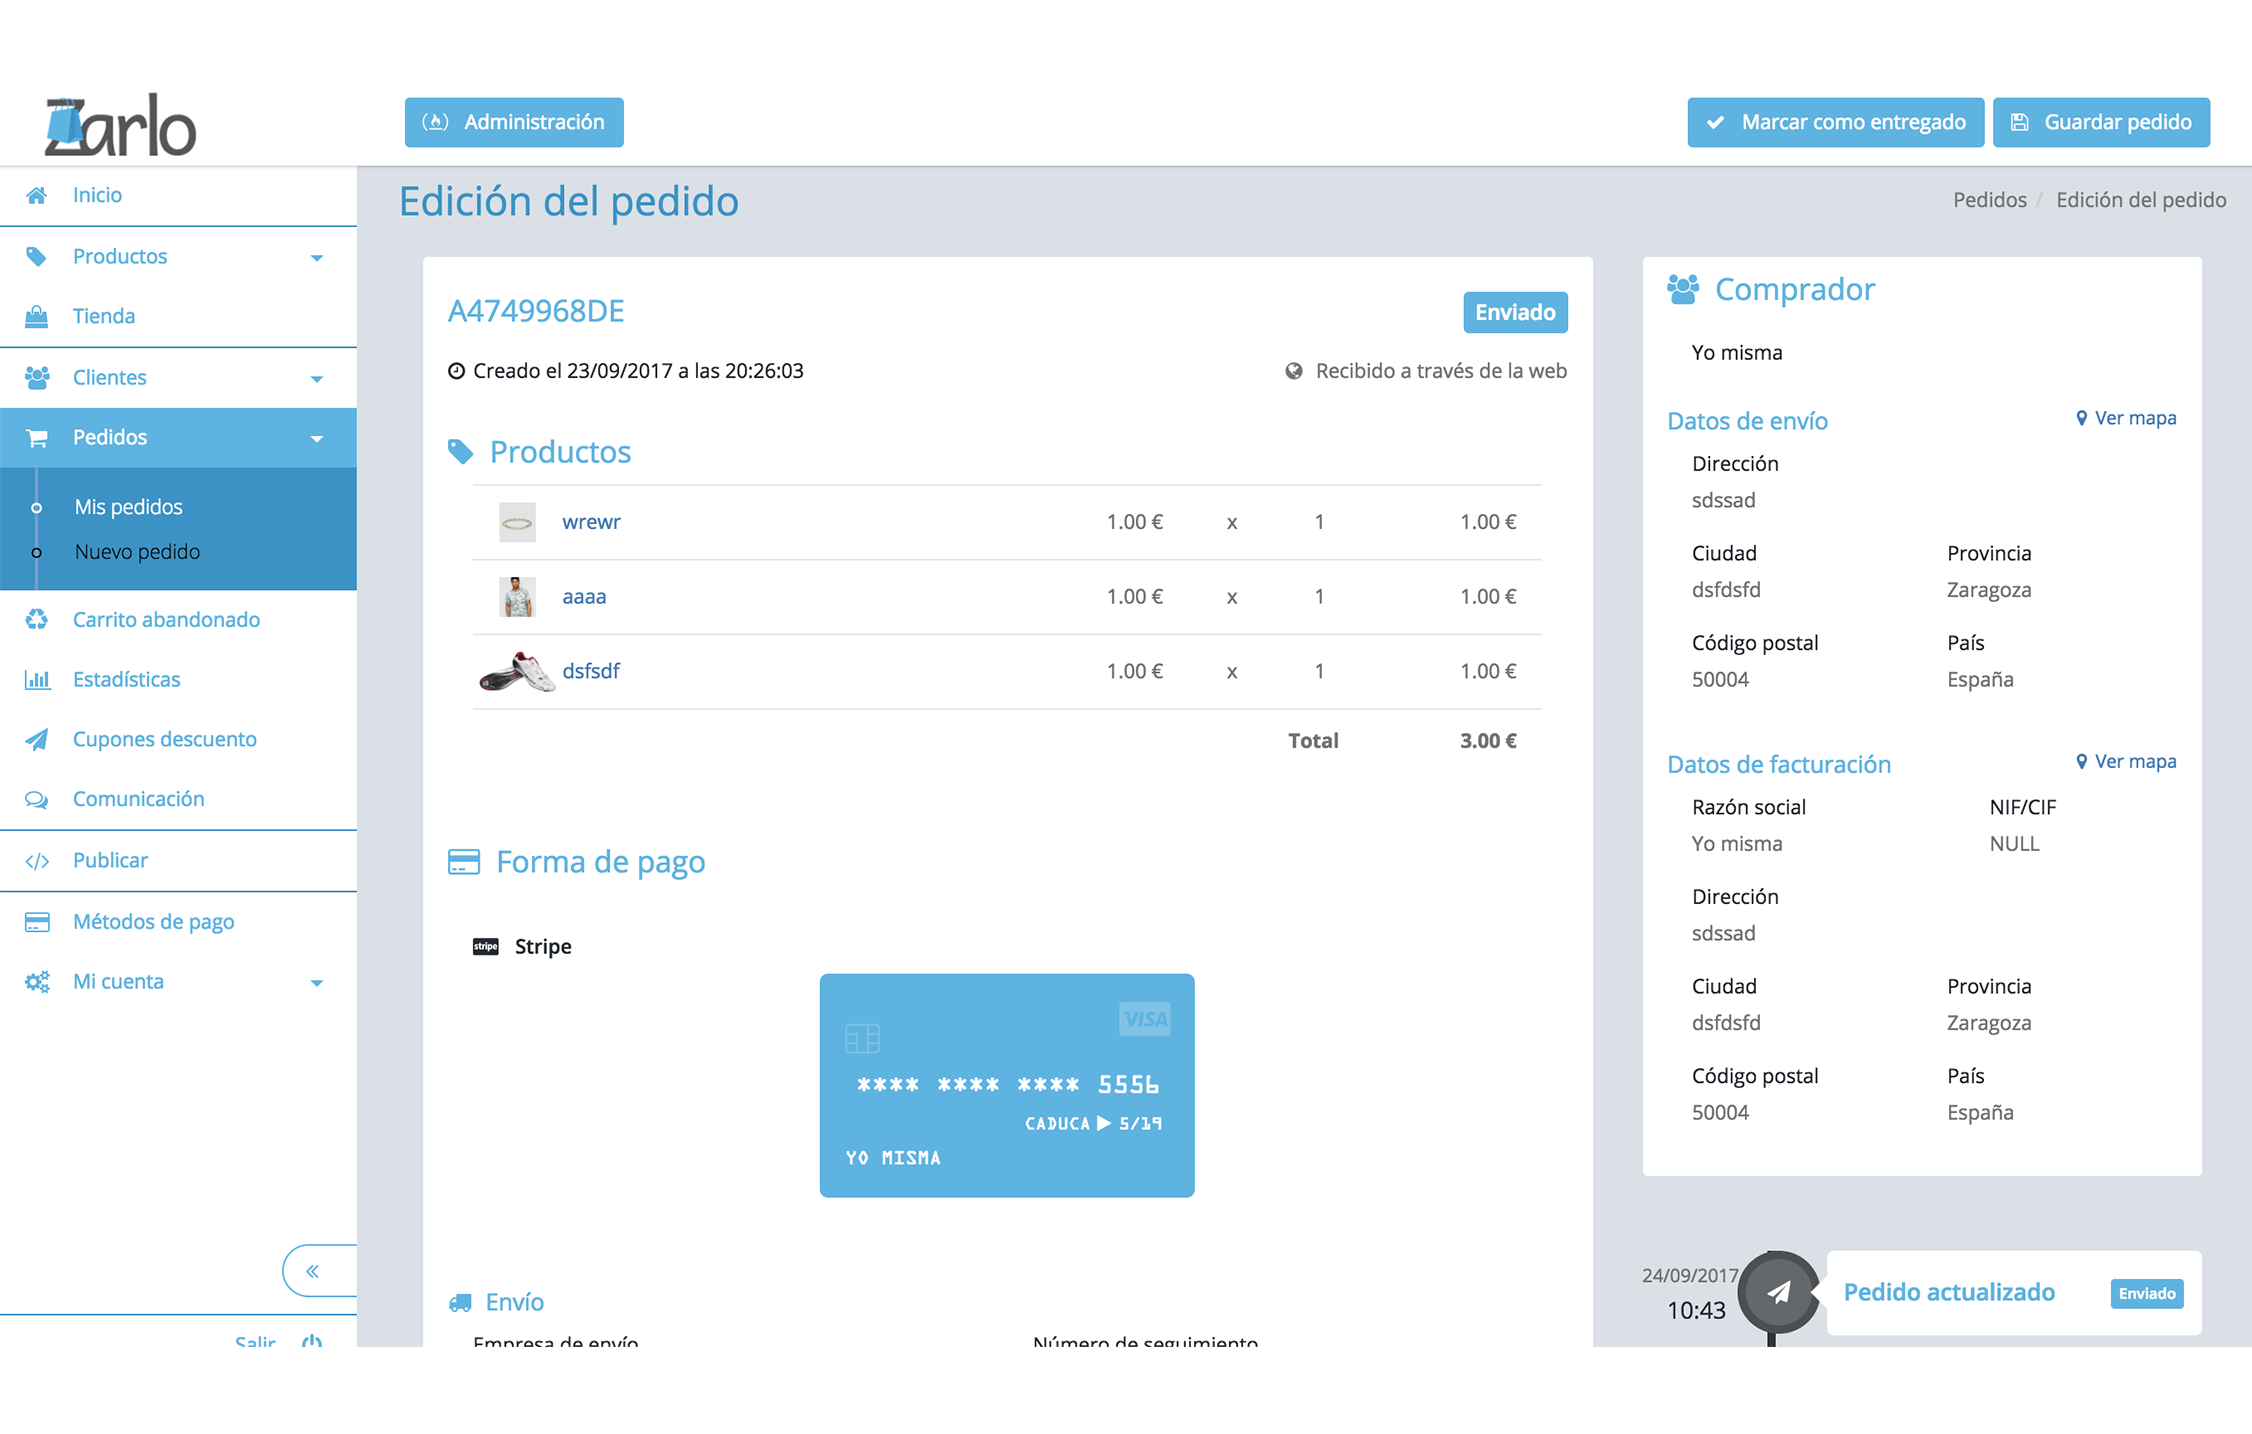 Zarlo
Administración
Marcar como entregado
Guardar pedido
Inicio
Productos
Tienda
Clientes
Pedidos
Mis pedidos
Nuevo pedido
Carrito abandonado
Estadísticas
Cupones descuento
Comunicación
Publicar
Métodos de pago
Mi cuenta
Salir
Edición del pedido
Pedidos / Edición del pedido
A4749968DE
Enviado
Creado el 23/09/2017 a las 20:26:03
Recibido a través de la web
Productos
wrewr 1.00 € x 1 1.00 €
aaaa 1.00 € x 1 1.00 €
dsfsdf 1.00 € x 1 1.00 €
Total 3.00 €
Forma de pago
stripe Stripe
VISA
**** **** **** 5556
CADUCA ▶ 5/19
YO MISMA
Envío
Empresa de envío Número de seguimiento
Comprador
Yo misma
Datos de envío Ver mapa
Dirección
sdssad
Ciudad Provincia
dsfdsfd Zaragoza
Código postal País
50004 España
Datos de facturación Ver mapa
Razón social NIF/CIF
Yo misma NULL
Dirección
sdssad
Ciudad Provincia
dsfdsfd Zaragoza
Código postal País
50004 España
24/09/2017
10:43
Pedido actualizado Enviado